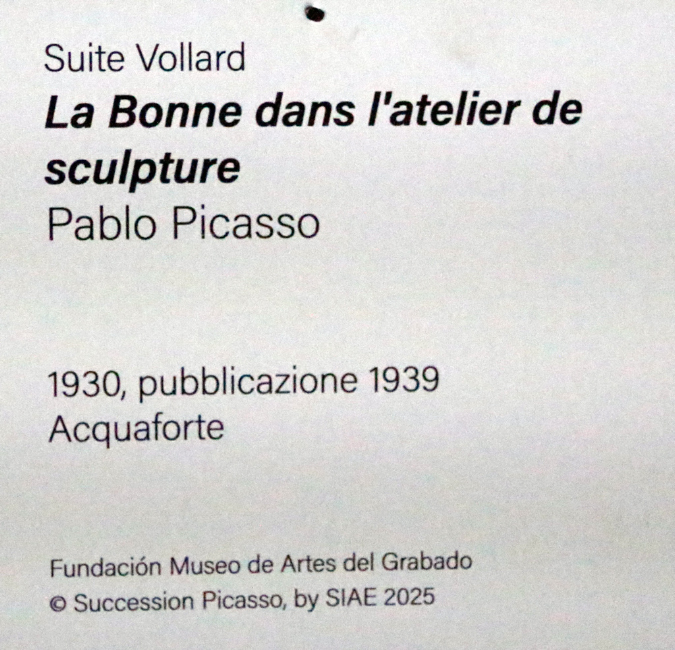 Suite Vollard
La Bonne dans l'atelier de
sculpture
Pablo Picasso
1930, pubblicazione 1939
Acquaforte
Fundación Museo de Artes del Grabado
© Succession Picasso, by SIAE 2025